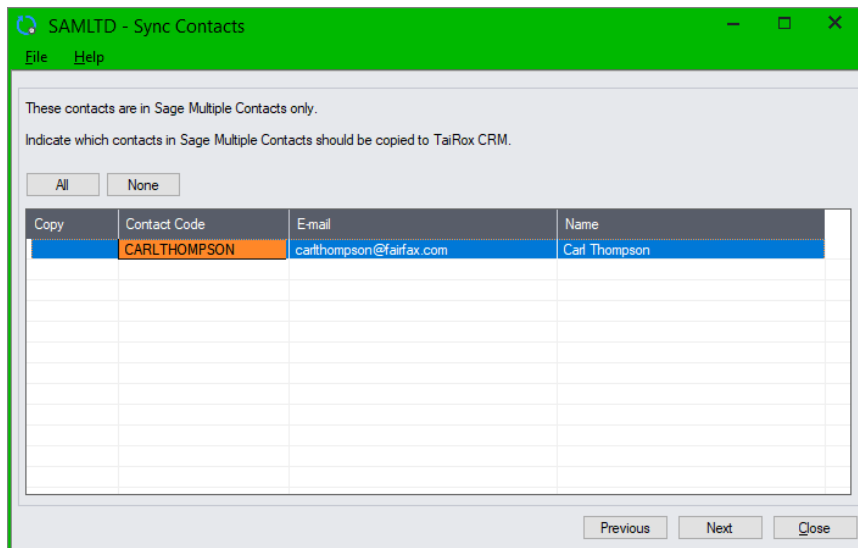 SAMLTD - Sync Contacts
File Help
These contacts are in Sage Multiple Contacts only.
Indicate which contacts in Sage Multiple Contacts should be copied to TaiRox CRM.
All None
Copy Contact Code E-mail Name
CARLTHOMPSON carlthompson@fairfax.com Carl Thompson
Previous Next Close